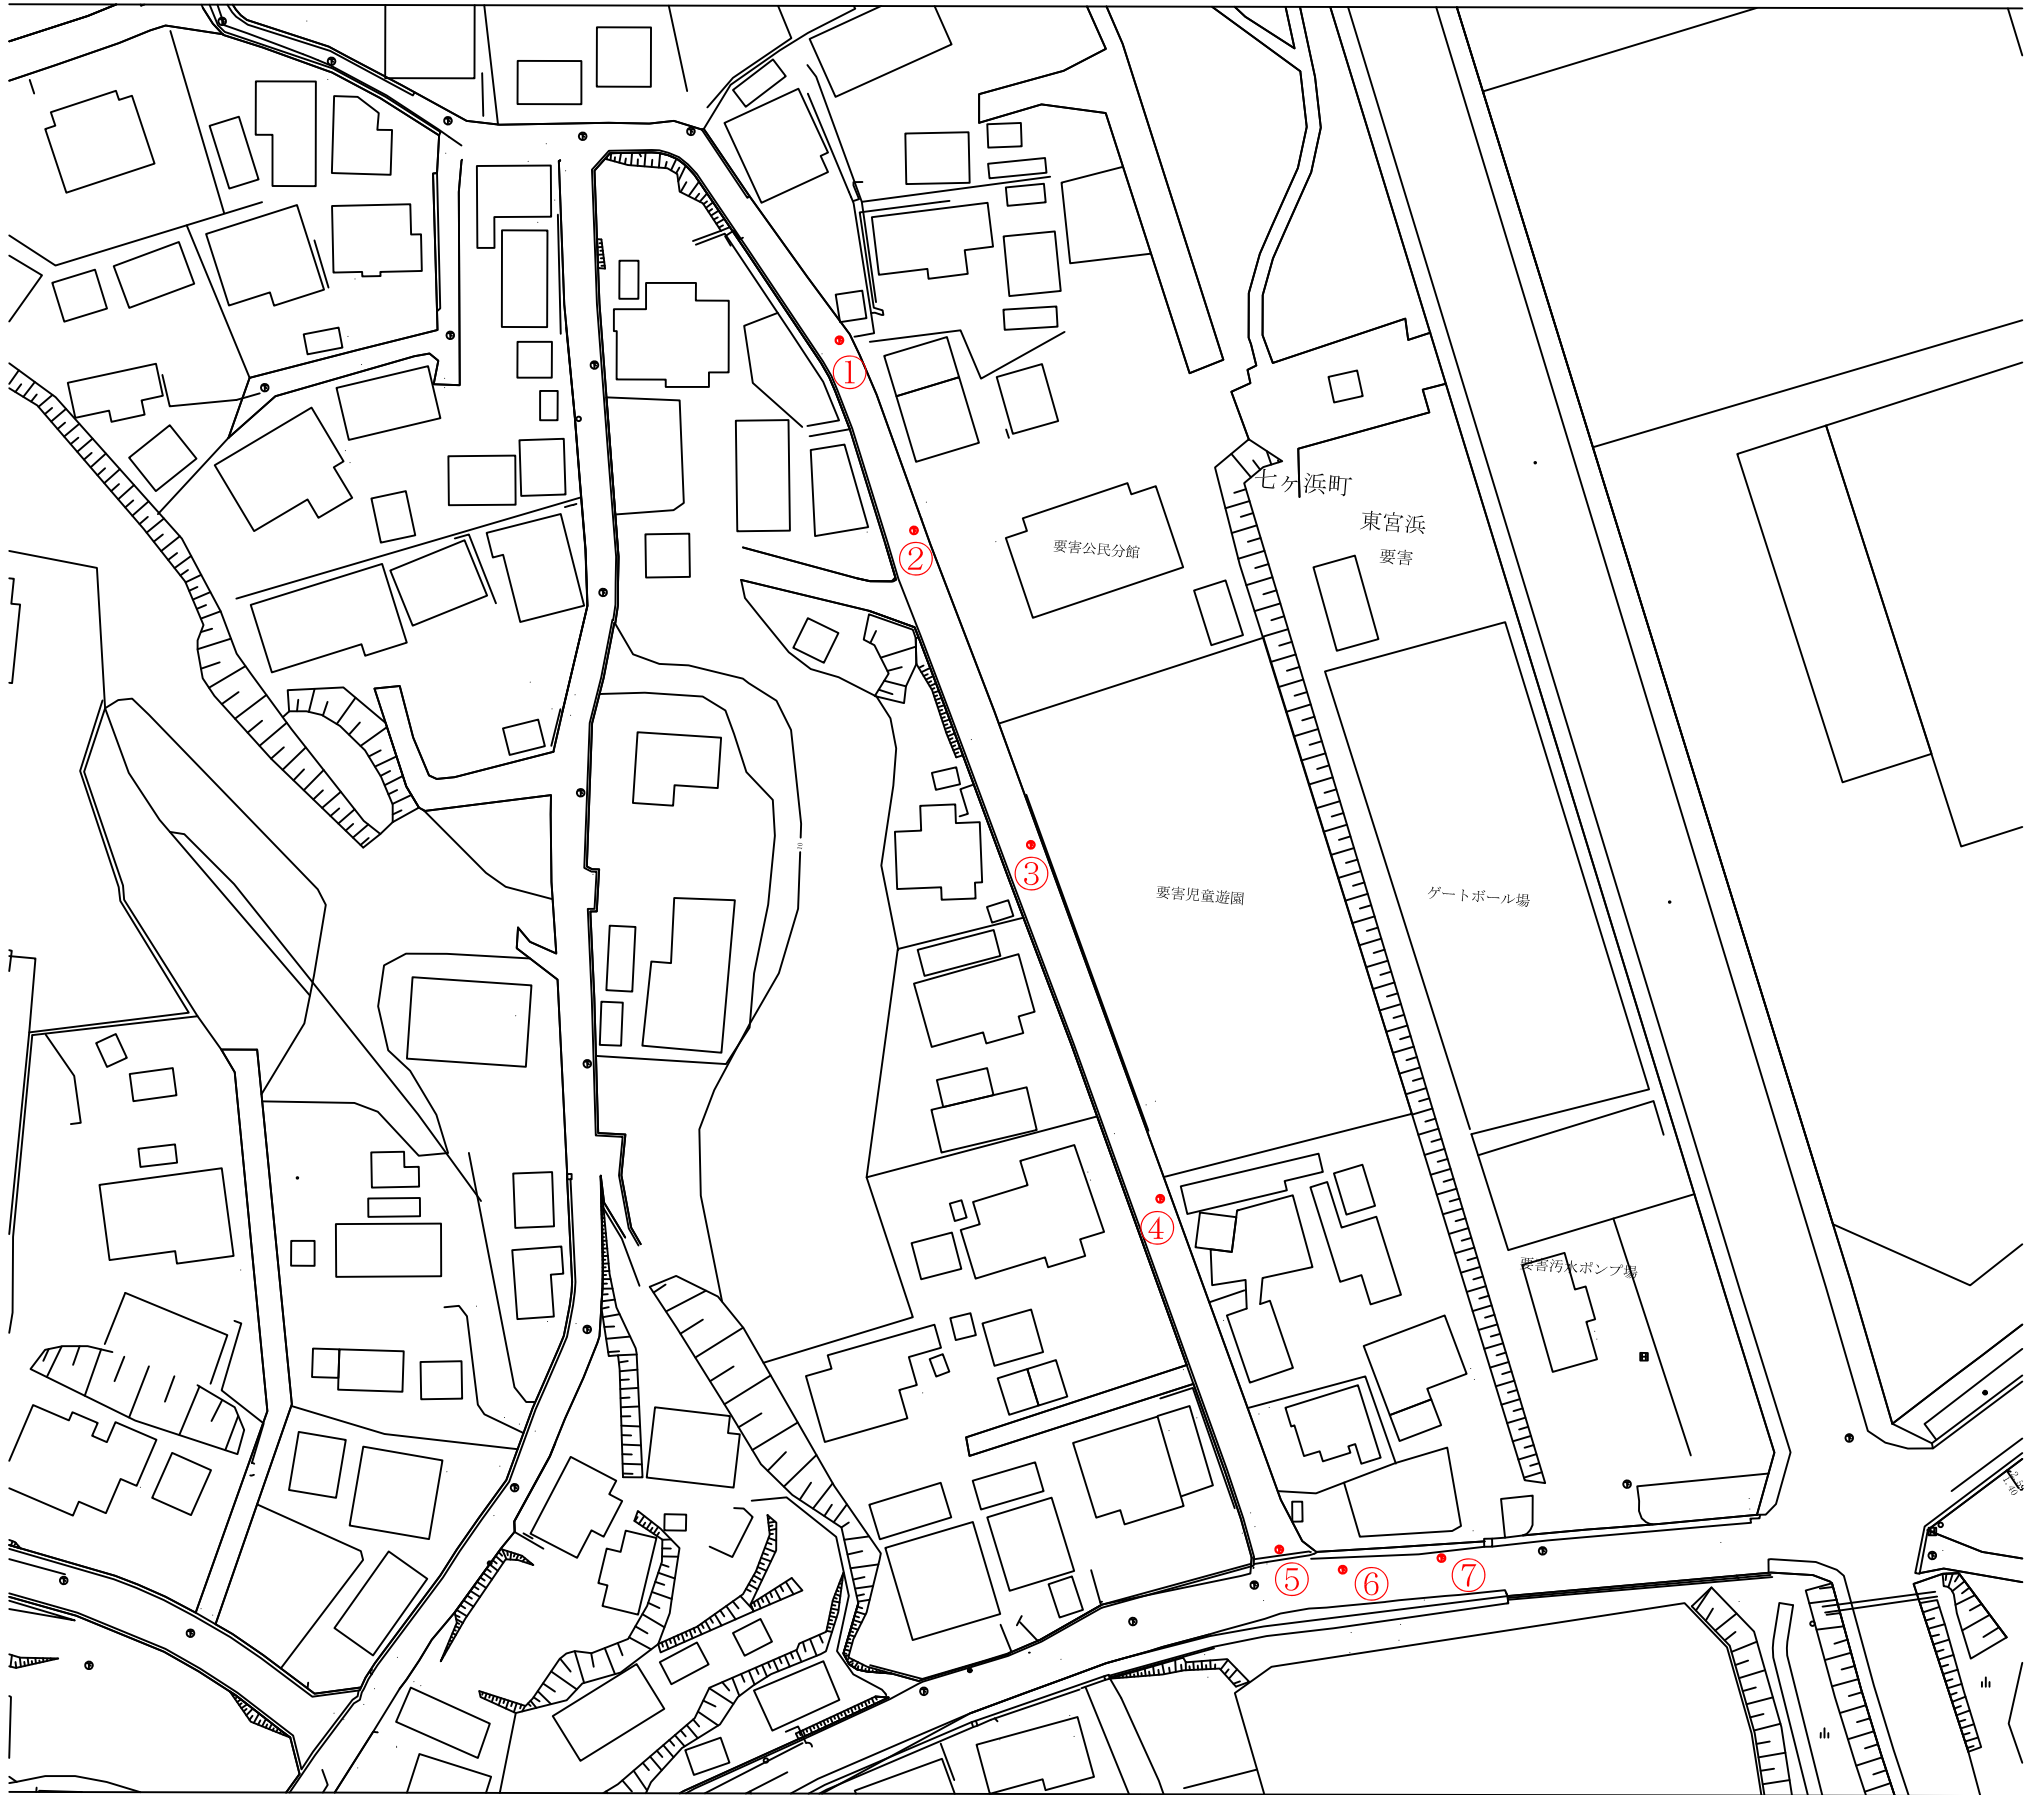 ①
七ヶ浜町
東宮浜
②
要害公民分館
要害
20
③
要害児童遊園
ゲートボール場
④
要害汚水ポンプ場
⑤
⑥
⑦